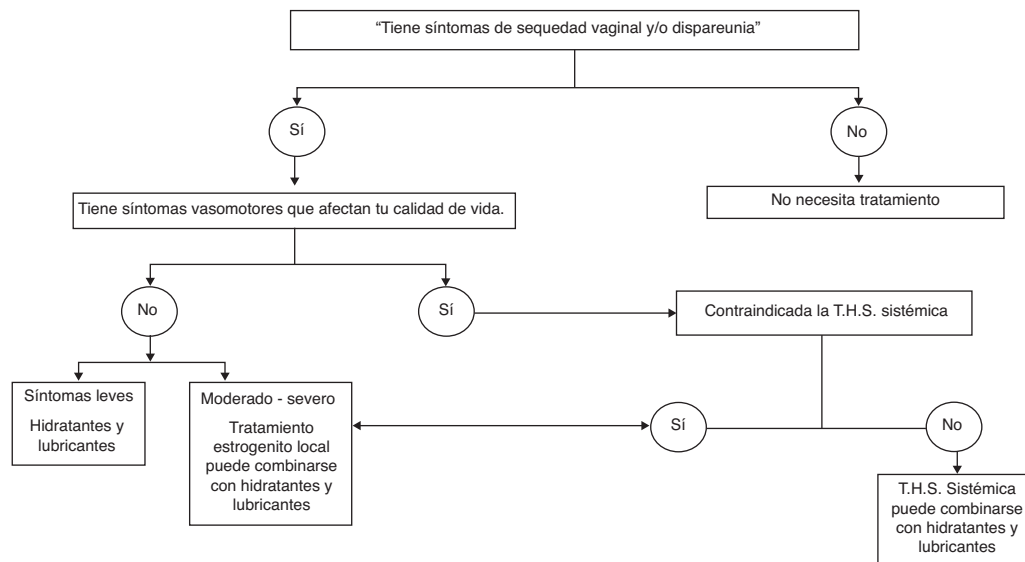 “Tiene síntomas de sequedad vaginal y/o dispareunia”
Sí
No
Tiene síntomas vasomotores que afectan tu calidad de vida.
No necesita tratamiento
No
Sí
Contraindicada la T.H.S. sistémica
Síntomas leves
Hidratantes y
lubricantes
Moderado - severo
Tratamiento
estrogenito local
puede combinarse
con hidratantes y
lubricantes
Sí
No
T.H.S. Sistémica
puede combinarse
con hidratantes y
lubricantes